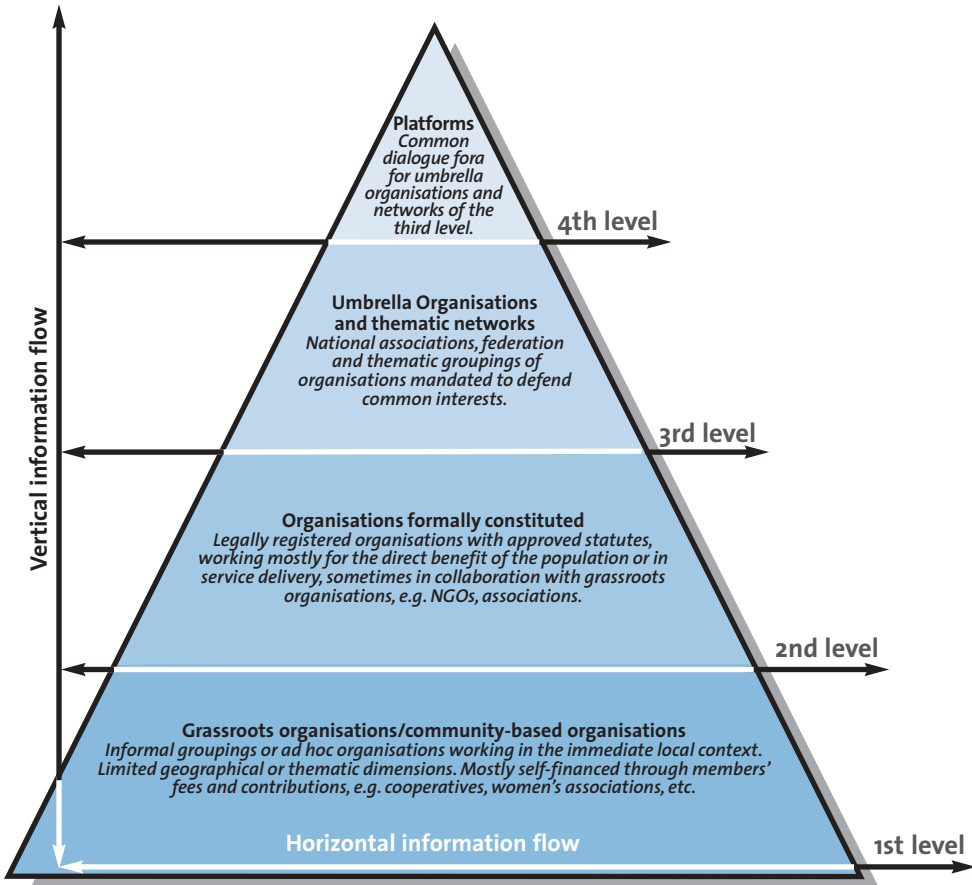 Platforms
Common
dialogue fora
for umbrella
organisations and
networks of the
third level.
4th level
Umbrella Organisations
and thematic networks
National associations, federation
and thematic groupings of
organisations mandated to defend
common interests.
3rd level
Vertical information flow
Organisations formally constituted
Legally registered organisations with approved statutes,
working mostly for the direct benefit of the population or in
service delivery, sometimes in collaboration with grassroots
organisations, e.g. NGOs, associations.
2nd level
Grassroots organisations/community-based organisations
Informal groupings or ad hoc organisations working in the immediate local context.
Limited geographical or thematic dimensions. Mostly self-financed through members’
fees and contributions, e.g. cooperatives, women’s associations, etc.
Horizontal information flow
1st level